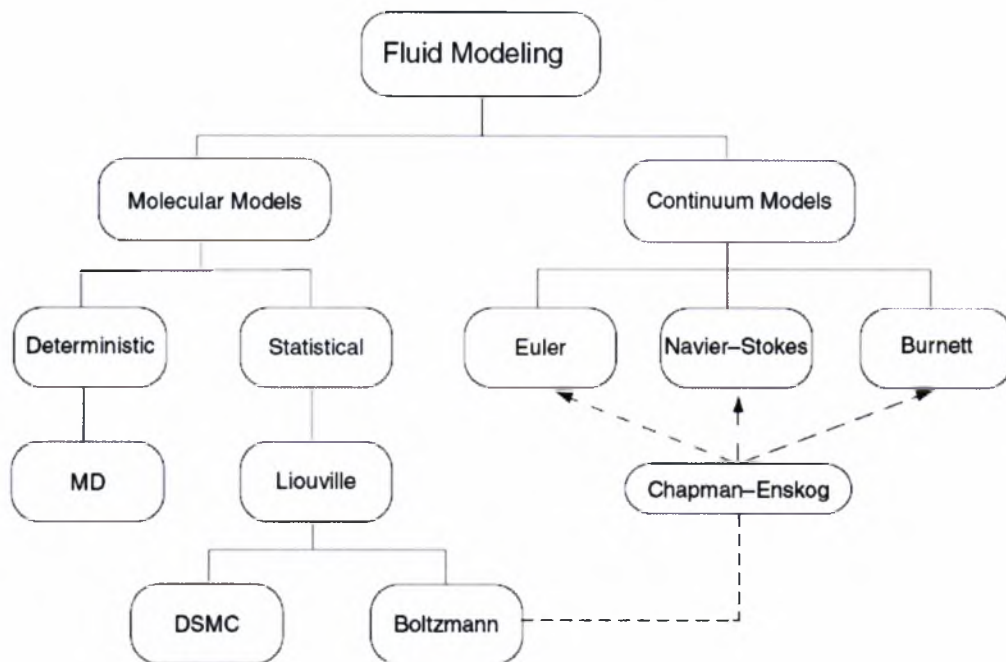 Fluid Modeling
Molecular Models
Continuum Models
Deterministic
Statistical
Euler
Navier–Stokes
Burnett
MD
Liouville
Chapman–Enskog
DSMC
Boltzmann